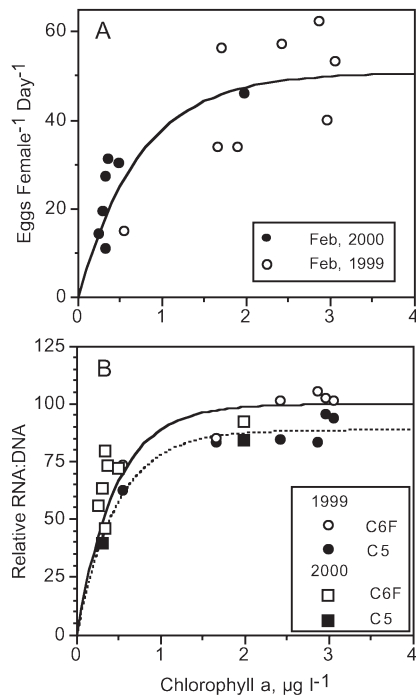 A
60
40
20
0
Eggs Female-1 Day-1
Feb, 2000
Feb, 1999
0 1 2 3 4
B
125
100
75
50
25
0
Relative RNA:DNA
1999
C6F
C5
2000
C6F
C5
0 1 2 3 4
Chlorophyll a, µg l-1